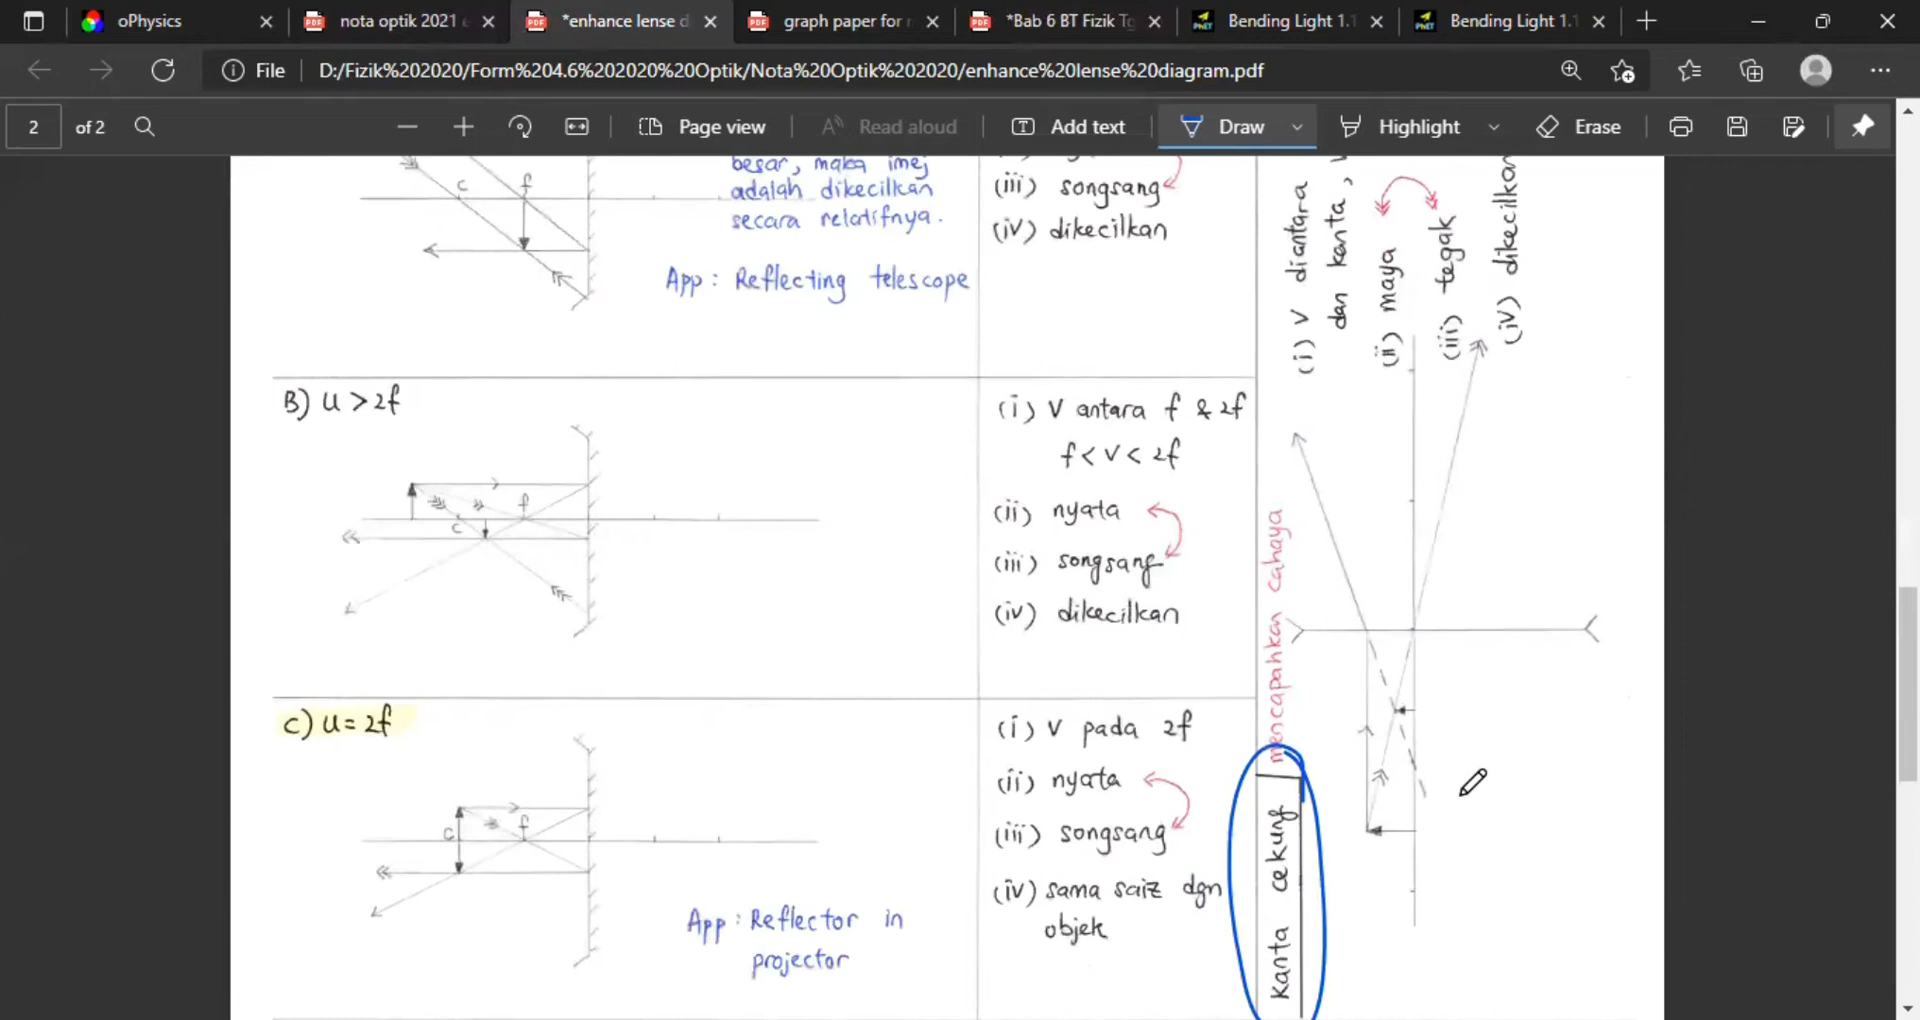 oPhysics
nota optik 2021
*enhance lense d
graph paper for
*Bab 6 BT Fizik Tg
Bending Light 1.1
Bending Light 1.1
File
D:/Fizik%202020/Form%204.6%202020%20Optik/Nota%20Optik%202020/enhance%20lense%20diagram.pdf
2 of 2
Page view
Read aloud
Add text
Draw
Highlight
Erase
besar, maka imej
adalah dikecilkan
secara relatifnya.
App: Reflecting telescope
c f
(iii) songsang
(iv) dikecilkan
B) u > 2f
c f
(i) V antara f & 2f
f < v < 2f
(ii) nyata
(iii) songsang
(iv) dikecilkan
C) u = 2f
c f
App: Reflector in
projector
(i) V pada 2f
(ii) nyata
(iii) songsang
(iv) sama saiz dgn
objek
Kanta cekung
mencapahkan cahaya
(i) V diantara
dan kanta,
(ii) maya
(iii) tegak
(iv) dikecilkan